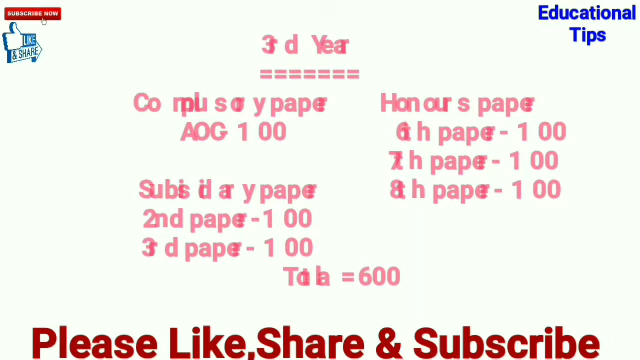 SUBSCRIBE NOW
LIKE
& SHARE
Educational
Tips
3rd Year
=======
Compulsory paper
AOG - 100
Honours paper
6th paper - 100
7th paper - 100
8th paper - 100
Subsidary paper
2nd paper - 100
3rd paper - 100
Total = 600
Please Like,Share & Subscribe